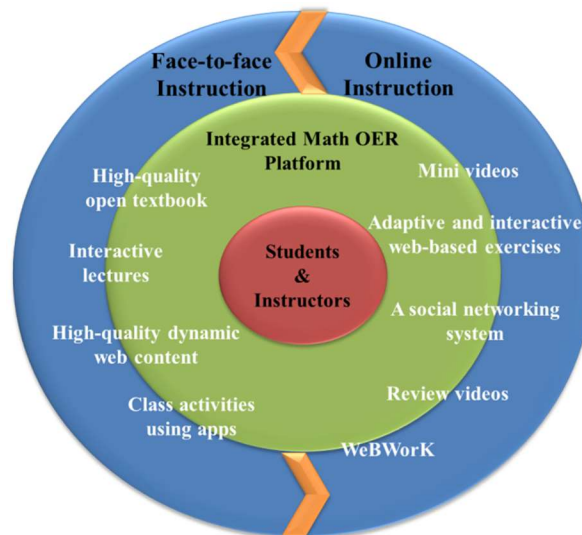 Face-to-face
Instruction
Online
Instruction
Integrated Math OER
Platform
High-quality
open textbook
Interactive
lectures
High-quality dynamic
web content
Class activities
using apps
Students
&
Instructors
Mini videos
Adaptive and interactive
web-based exercises
A social networking
system
Review videos
WeBWorK